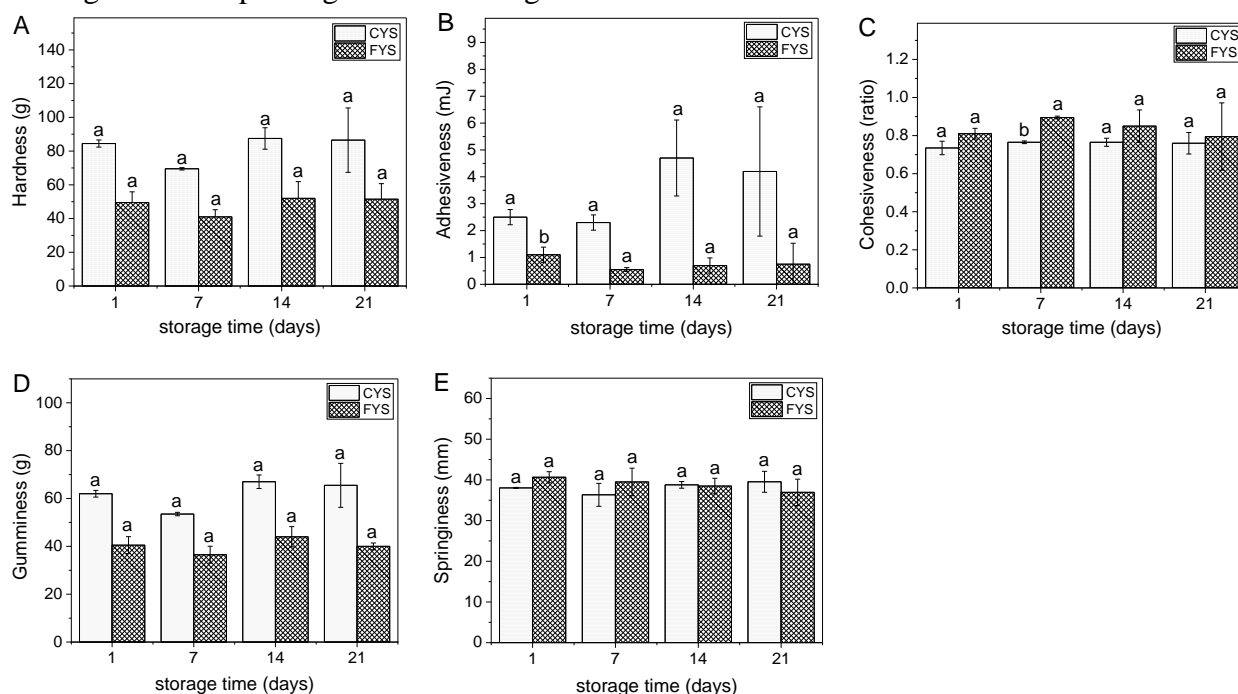 A
CYS
FYS
140
120
100
80
60
40
20
0
Hardness (g)
a a a a a a a a
1 7 14 21
storage time (days)
B
CYS
FYS
9
8
7
6
5
4
3
2
1
0
Adhesiveness (mJ)
a b a a a a a a
1 7 14 21
storage time (days)
C
CYS
FYS
1.2
1.0
0.8
0.6
0.4
0.2
0.0
Cohesiveness (ratio)
a a b a a a a a
1 7 14 21
storage time (days)
D
CYS
FYS
100
80
60
40
20
0
Gumminess (g)
a a a a a a a a
1 7 14 21
storage time (days)
E
CYS
FYS
60
50
40
30
20
10
0
Springiness (mm)
a a a a a a a a
1 7 14 21
storage time (days)